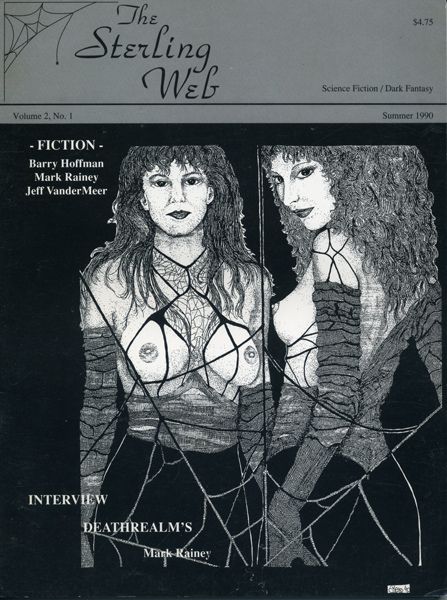 The
Sterling
Web
$4.75
Science Fiction / Dark Fantasy
Volume 2, No. 1
Summer 1990
- FICTION -
Barry Hoffman
Mark Rainey
Jeff VanderMeer
INTERVIEW
DEATHREALM'S
Mark Rainey